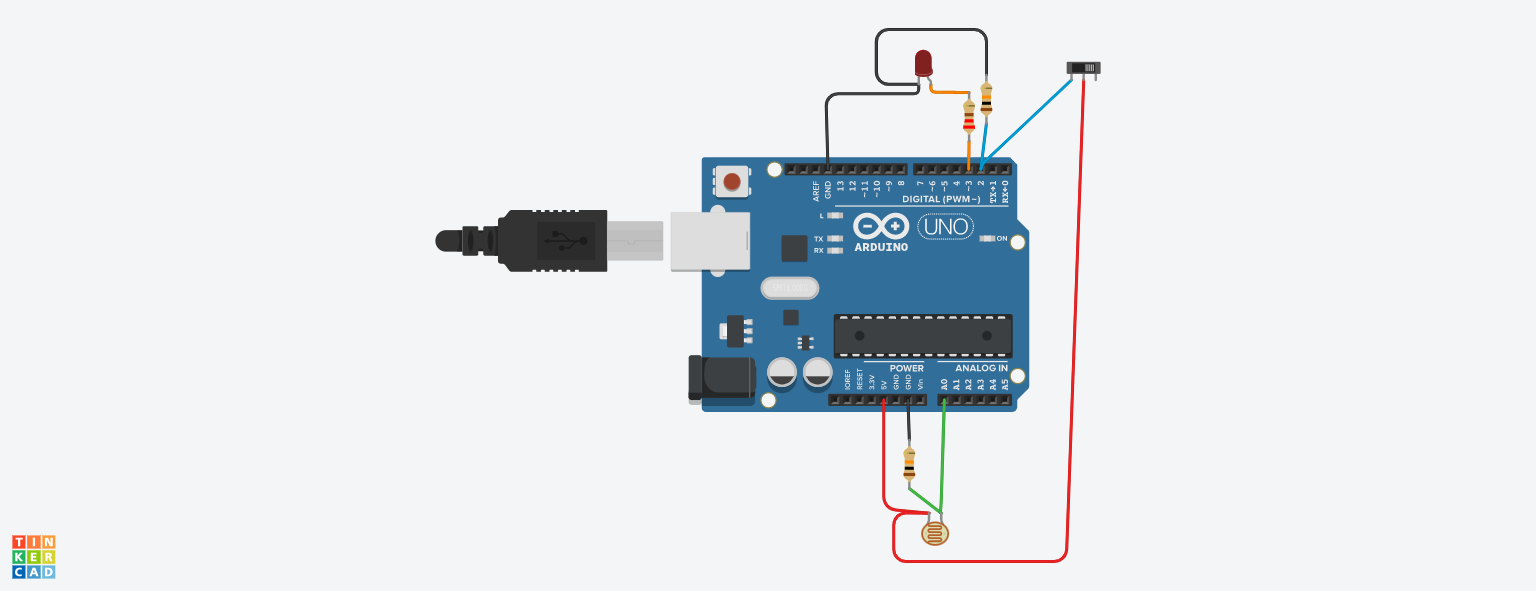 AREF
GND
13
12
~11
~10
~9
8
7
~6
~5
4
~3
2
TX→1
RX←0
DIGITAL (PWM~)
L
TX
RX
UNO
ARDUINO
ON
POWER
ANALOG IN
IOREF
RESET
3.3V
5V
GND
GND
Vin
A0
A1
A2
A3
A4
A5
TIN
KER
CAD